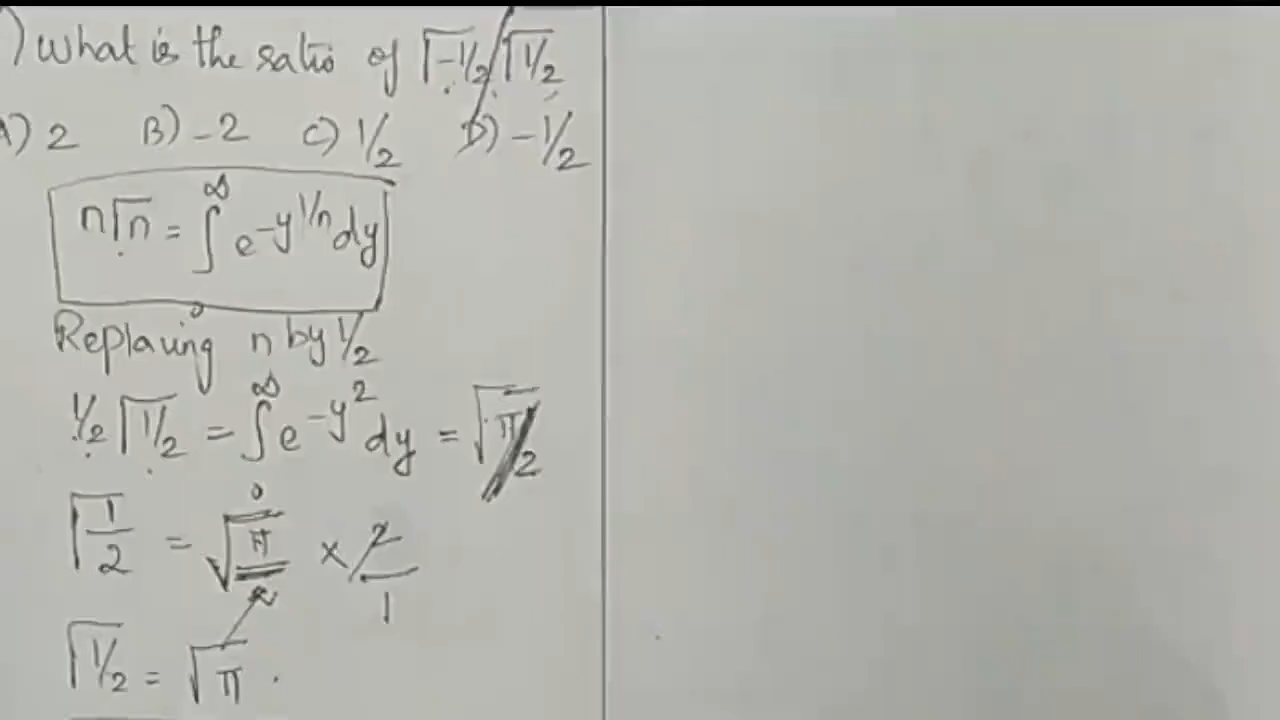 ) What is the ratio of Γ-1/2 / Γ1/2
A) 2 B) -2 C) 1/2 D) -1/2
nΓn = ∫₀^∞ e^-y^1/n dy
Replacing n by 1/2
1/2 Γ1/2 = ∫₀^∞ e^-y^2 dy = √π/2
Γ1/2 = √π/2 × 2/1
Γ1/2 = √π .